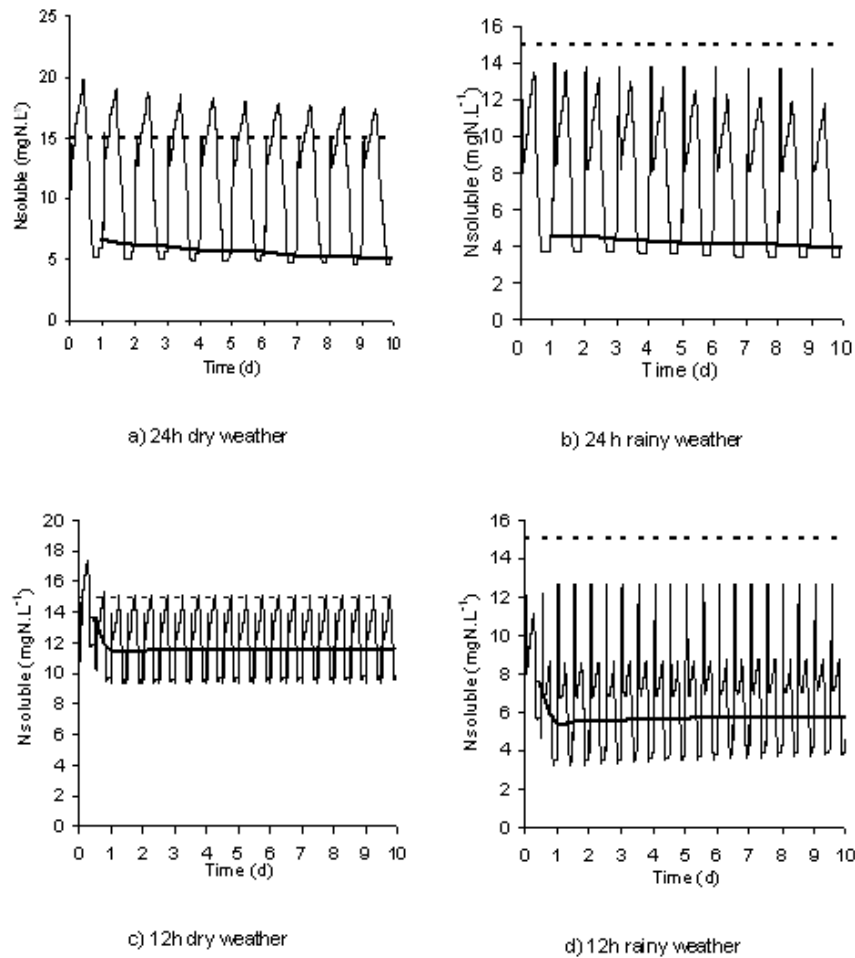 25
20
15
10
5
0
Nsoluble (mgN.L¹)
0 1 2 3 4 5 6 7 8 9 10
Time (d)
a) 24h dry weather
16
14
12
10
8
6
4
2
0
Nsoluble (mgN.L⁻¹)
0 1 2 3 4 5 6 7 8 9 10
Time (d)
b) 24h rainy weather
20
18
16
14
12
10
8
6
4
2
0
Nsoluble (mgN.L⁻¹)
0 1 2 3 4 5 6 7 8 9 10
Time (d)
c) 12h dry weather
16
14
12
10
8
6
4
2
0
Nsoluble (mgN.L⁻¹)
0 1 2 3 4 5 6 7 8 9 10
Time (d)
d) 12h rainy weather